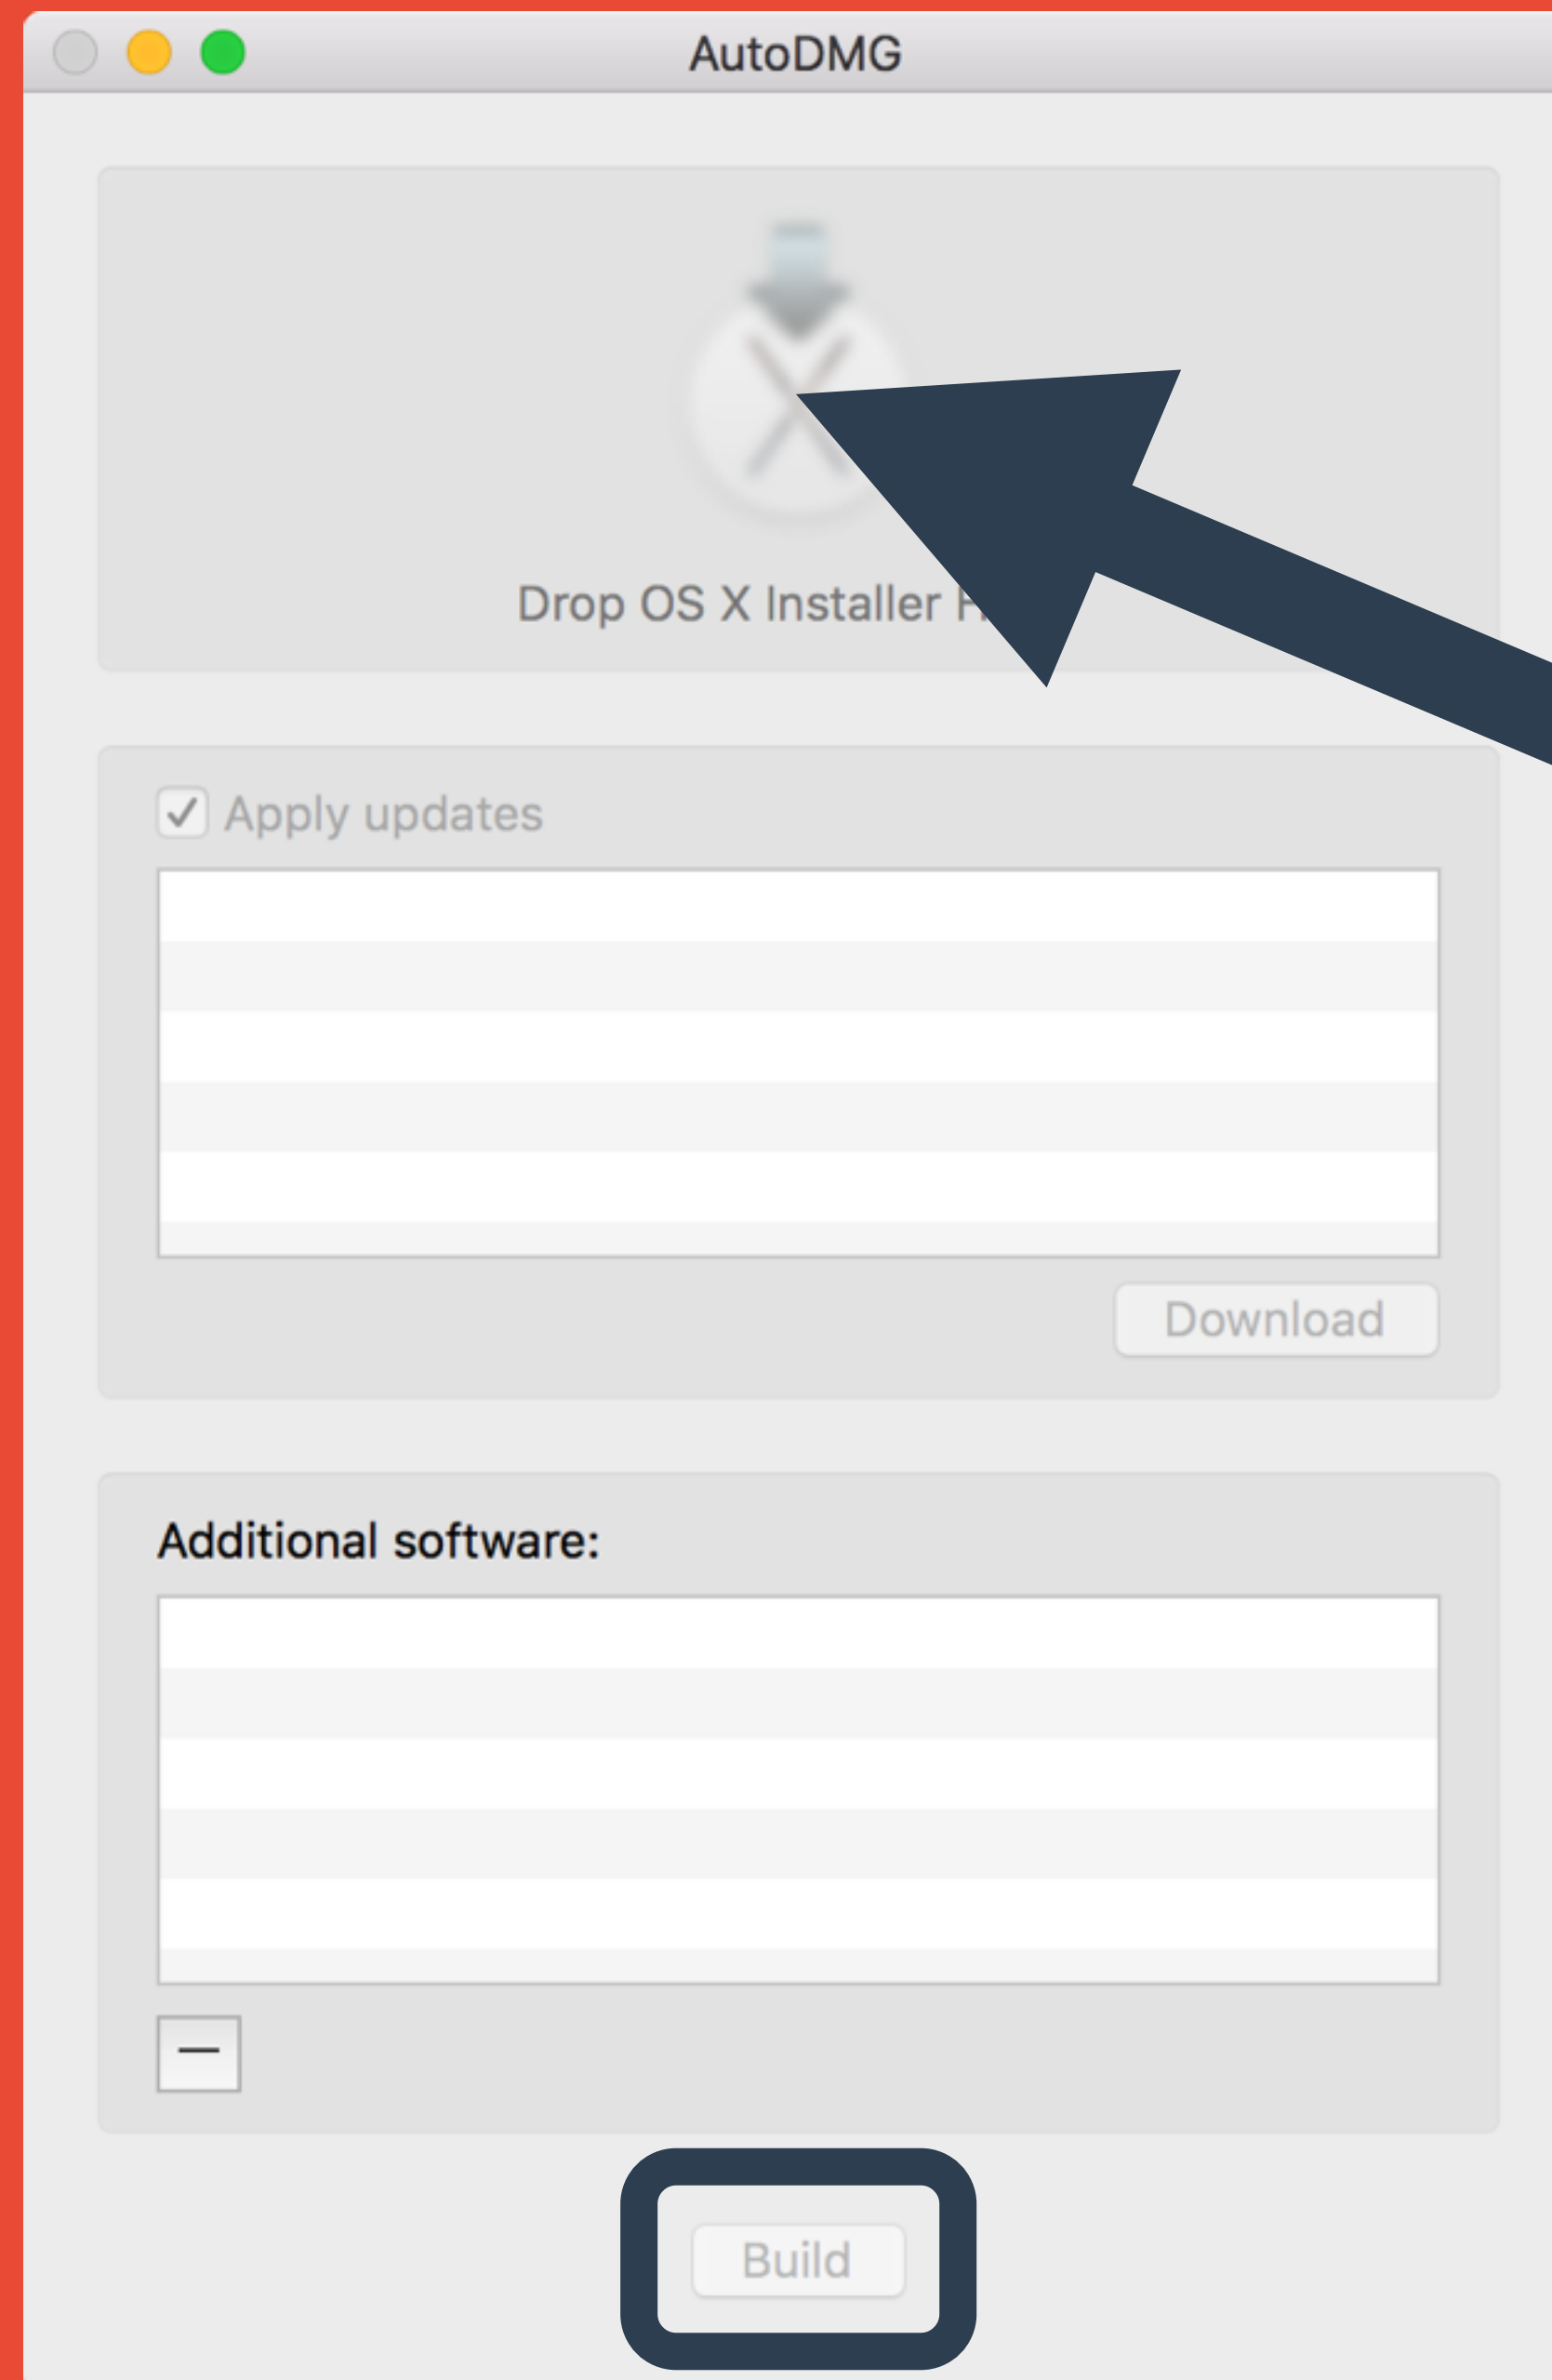 AutoDMG
Drop OS X Installer
Apply updates
Download
Additional software:
Build